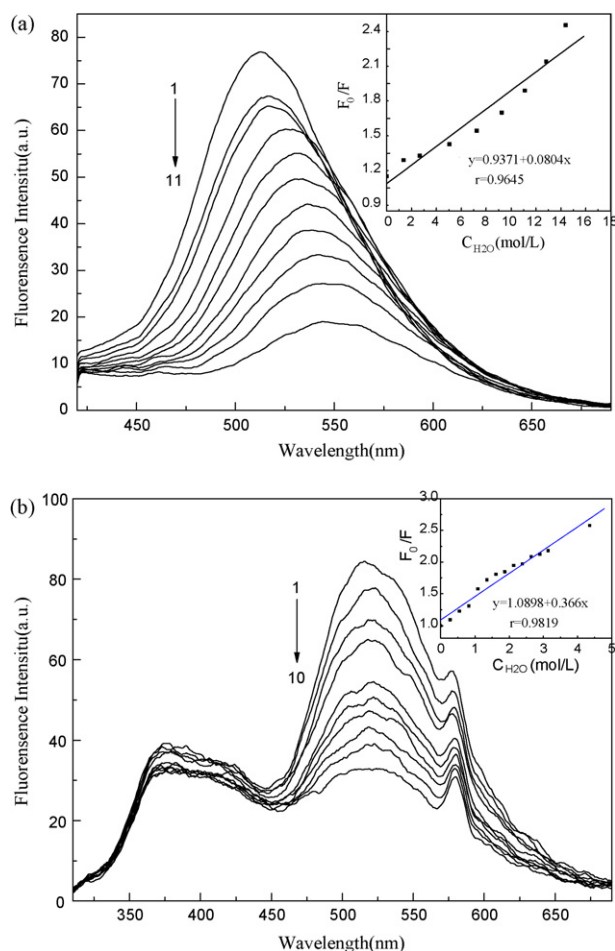 (a)
Fluorensence Intensitu(a.u.)
85
80
70
60
50
40
30
20
10
0
1
11
450
500
550
600
650
Wavelength(nm)
F0/F
2.4
2.1
1.8
1.5
1.2
0.9
y=0.9371+0.0804x
r=0.9645
0 2 4 6 8 10 12 14 16
CH2O(mol/L)
(b)
Fluorensence Intensitu(a.u.)
100
80
60
40
20
0
1
10
350 400 450 500 550 600 650
Wavelength(nm)
F0/F
3.0
2.5
2.0
1.5
1.0
y=1.0898+0.366x
r=0.9819
0 1 2 3 4 5
CH2O(mol/L)